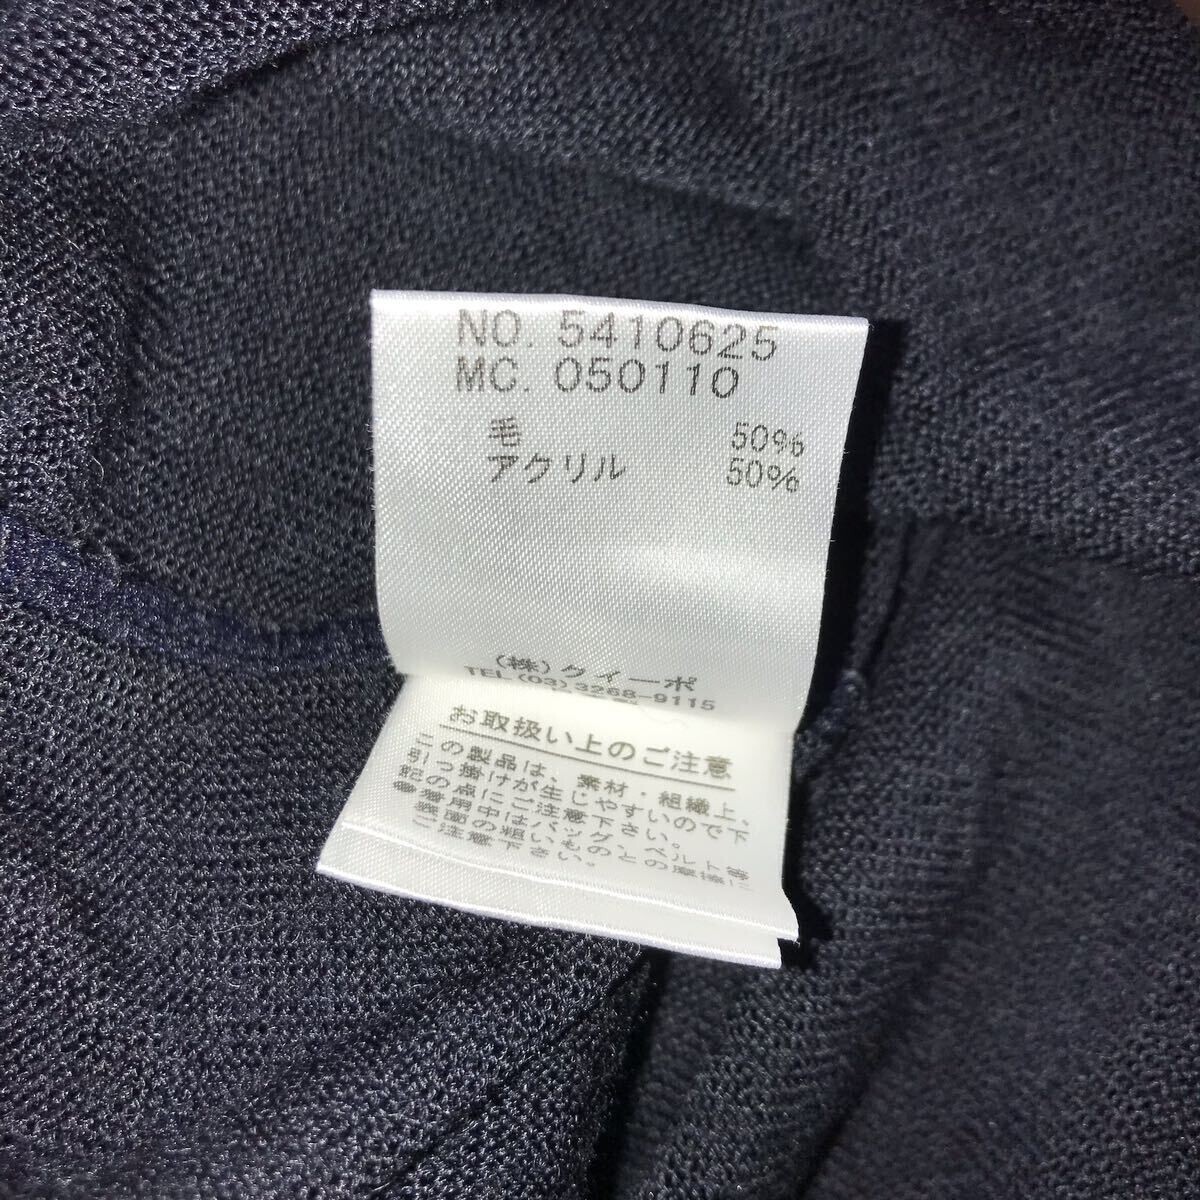 NO. 5410625
MC. 050110
毛 50%
アクリル 50%
(株)クィーポ
TEL(03)3268-9115
お取扱い上のご注意
この製品は、素材・組織上、
引っ掛けが生じやすいので下
記の点にご注意下さい。
着用中はバッグ、ベルト等
表面の粗いものとの摩擦に
ご注意下さい。